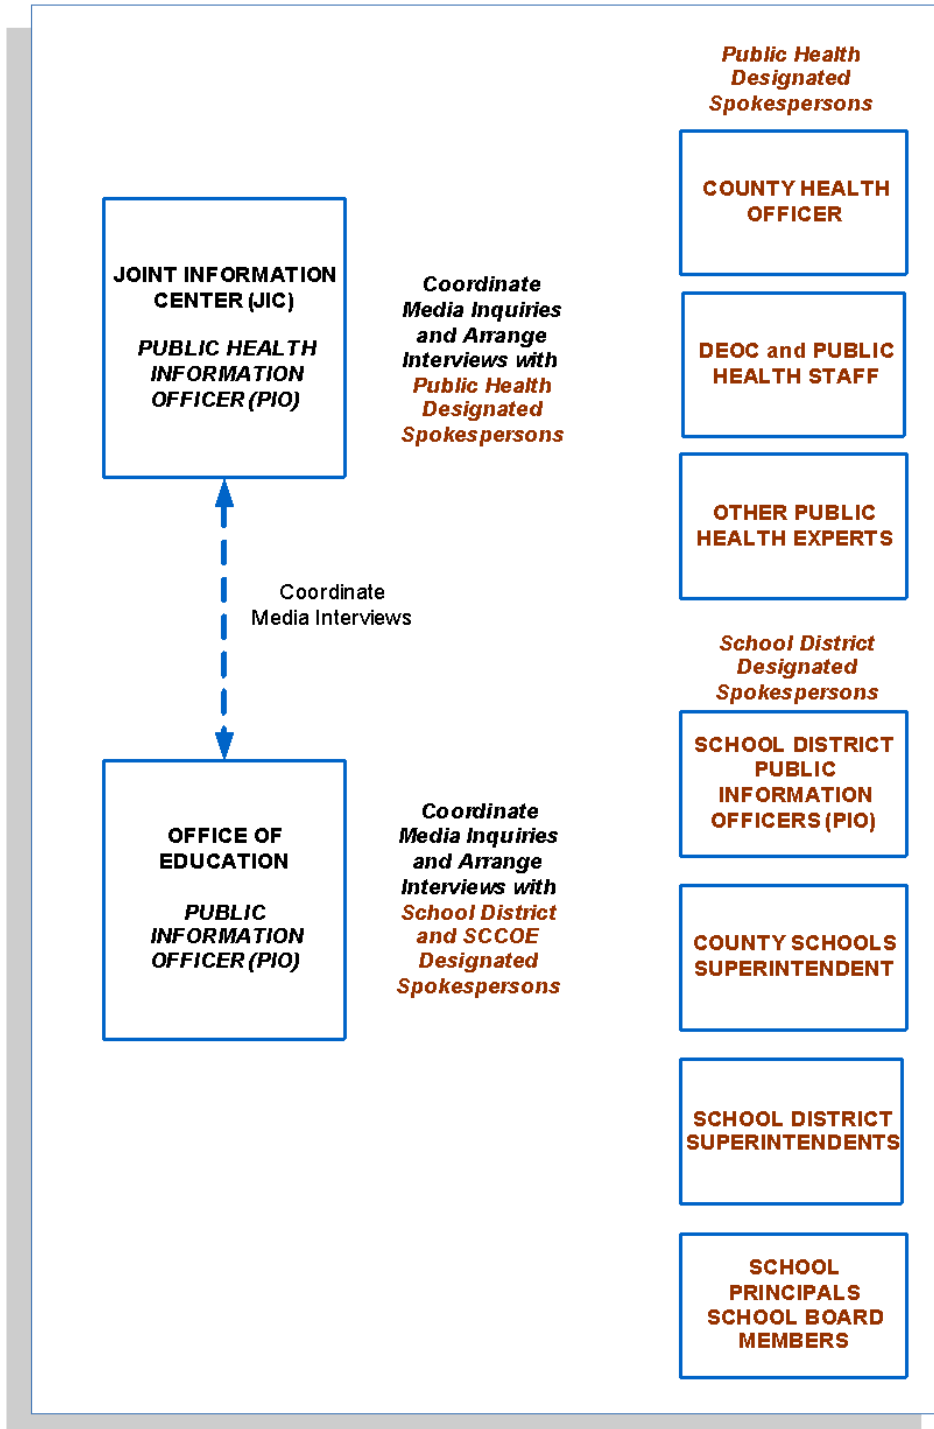 Public Health
Designated
Spokespersons
COUNTY HEALTH
OFFICER
JOINT INFORMATION
CENTER (JIC)
PUBLIC HEALTH
INFORMATION
OFFICER (PIO)
Coordinate
Media Inquiries
and Arrange
Interviews with
Public Health
Designated
Spokespersons
DEOC and PUBLIC
HEALTH STAFF
OTHER PUBLIC
HEALTH EXPERTS
Coordinate
Media Interviews
School District
Designated
Spokespersons
SCHOOL DISTRICT
PUBLIC
INFORMATION
OFFICERS (PIO)
OFFICE OF
EDUCATION
PUBLIC
INFORMATION
OFFICER (PIO)
Coordinate
Media Inquiries
and Arrange
Interviews with
School District
and SCCOE
Designated
Spokespersons
COUNTY SCHOOLS
SUPERINTENDENT
SCHOOL DISTRICT
SUPERINTENDENTS
SCHOOL
PRINCIPALS
SCHOOL BOARD
MEMBERS